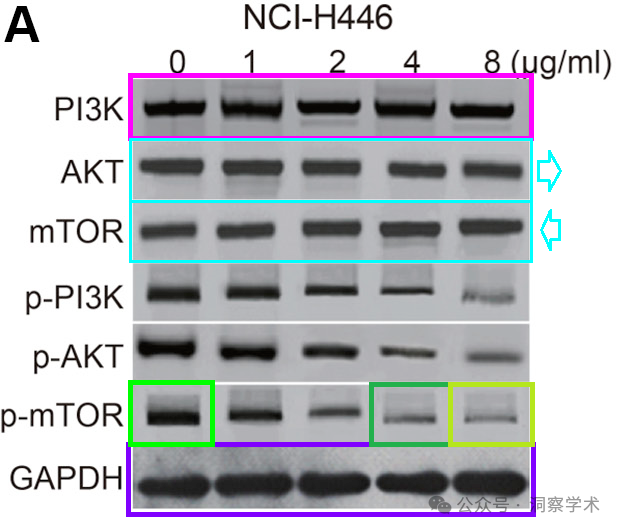 A
NCI-H446
0 1 2 4 8 (μg/ml)
PI3K
AKT
mTOR
p-PI3K
p-AKT
p-mTOR
GAPDH
公众号 · 洞察学术